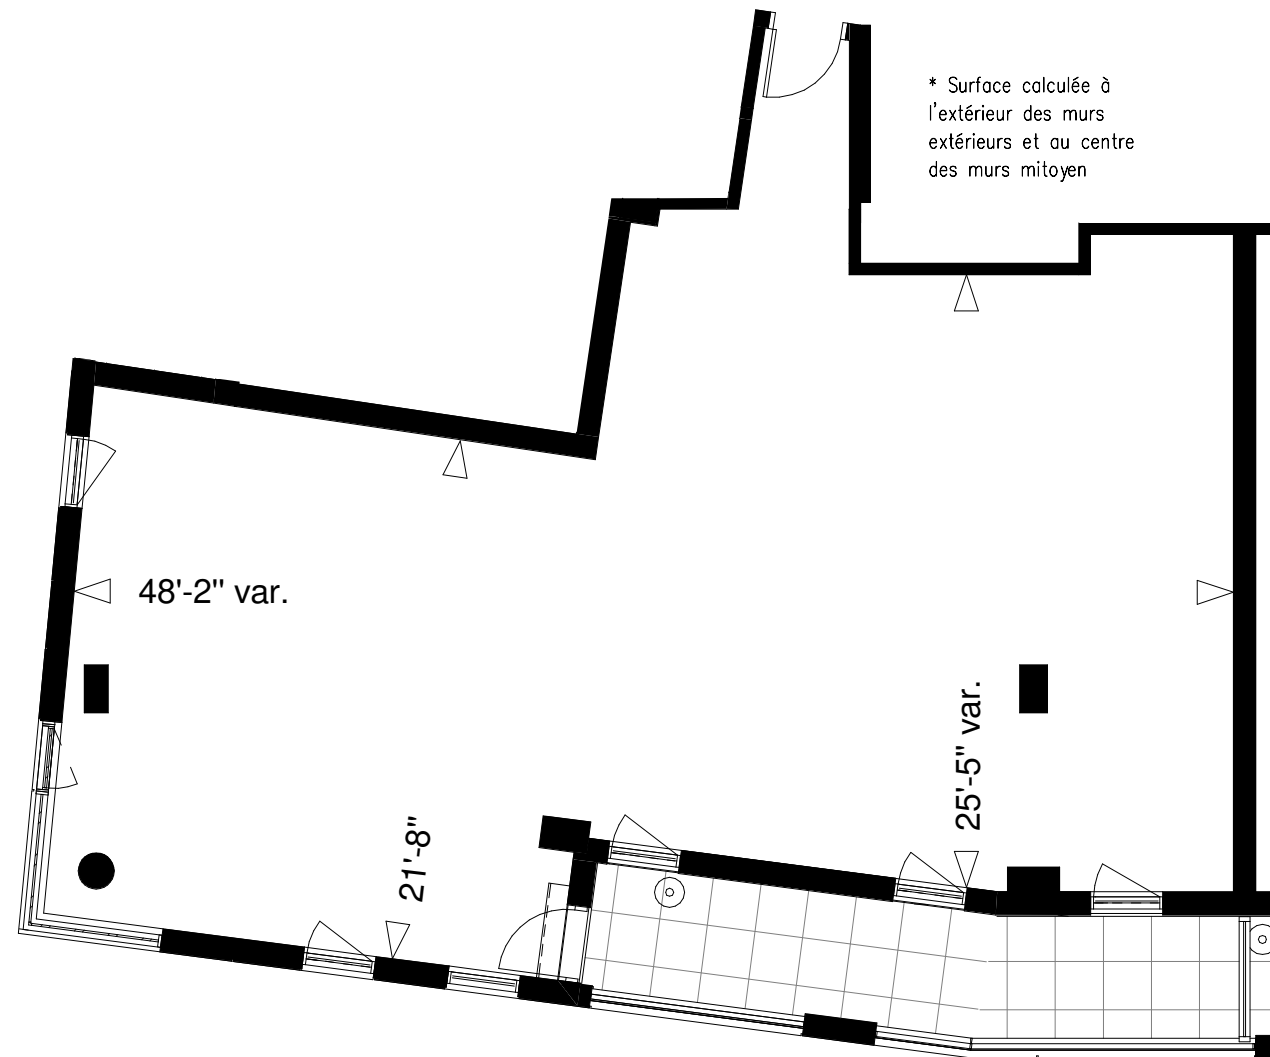 * Surface calculée à
l'extérieur des murs
extérieurs et au centre
des murs mitoyen
48'-2" var.
25'-5" var.
21'-8"